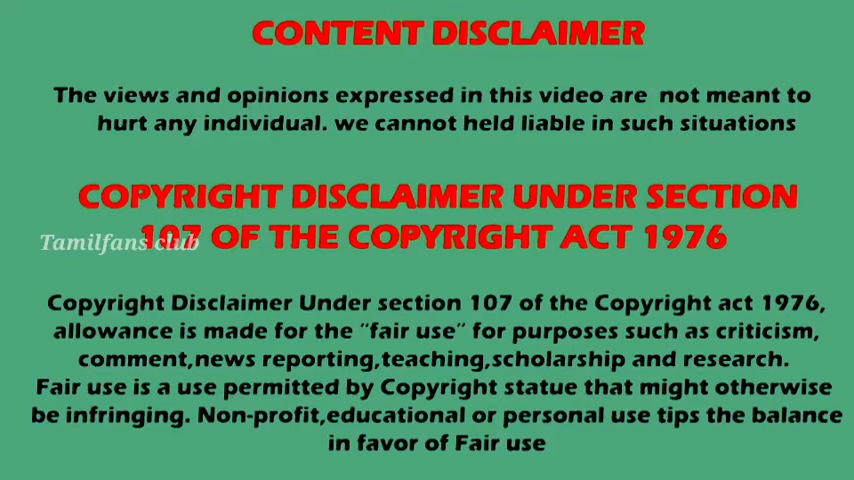 CONTENT DISCLAIMER
The views and opinions expressed in this video are not meant to
hurt any individual. we cannot held liable in such situations
COPYRIGHT DISCLAIMER UNDER SECTION
107 OF THE COPYRIGHT ACT 1976
Tamilfans club
Copyright Disclaimer Under section 107 of the Copyright act 1976,
allowance is made for the "fair use" for purposes such as criticism,
comment,news reporting,teaching,scholarship and research.
Fair use is a use permitted by Copyright statue that might otherwise
be infringing. Non-profit,educational or personal use tips the balance
in favor of Fair use